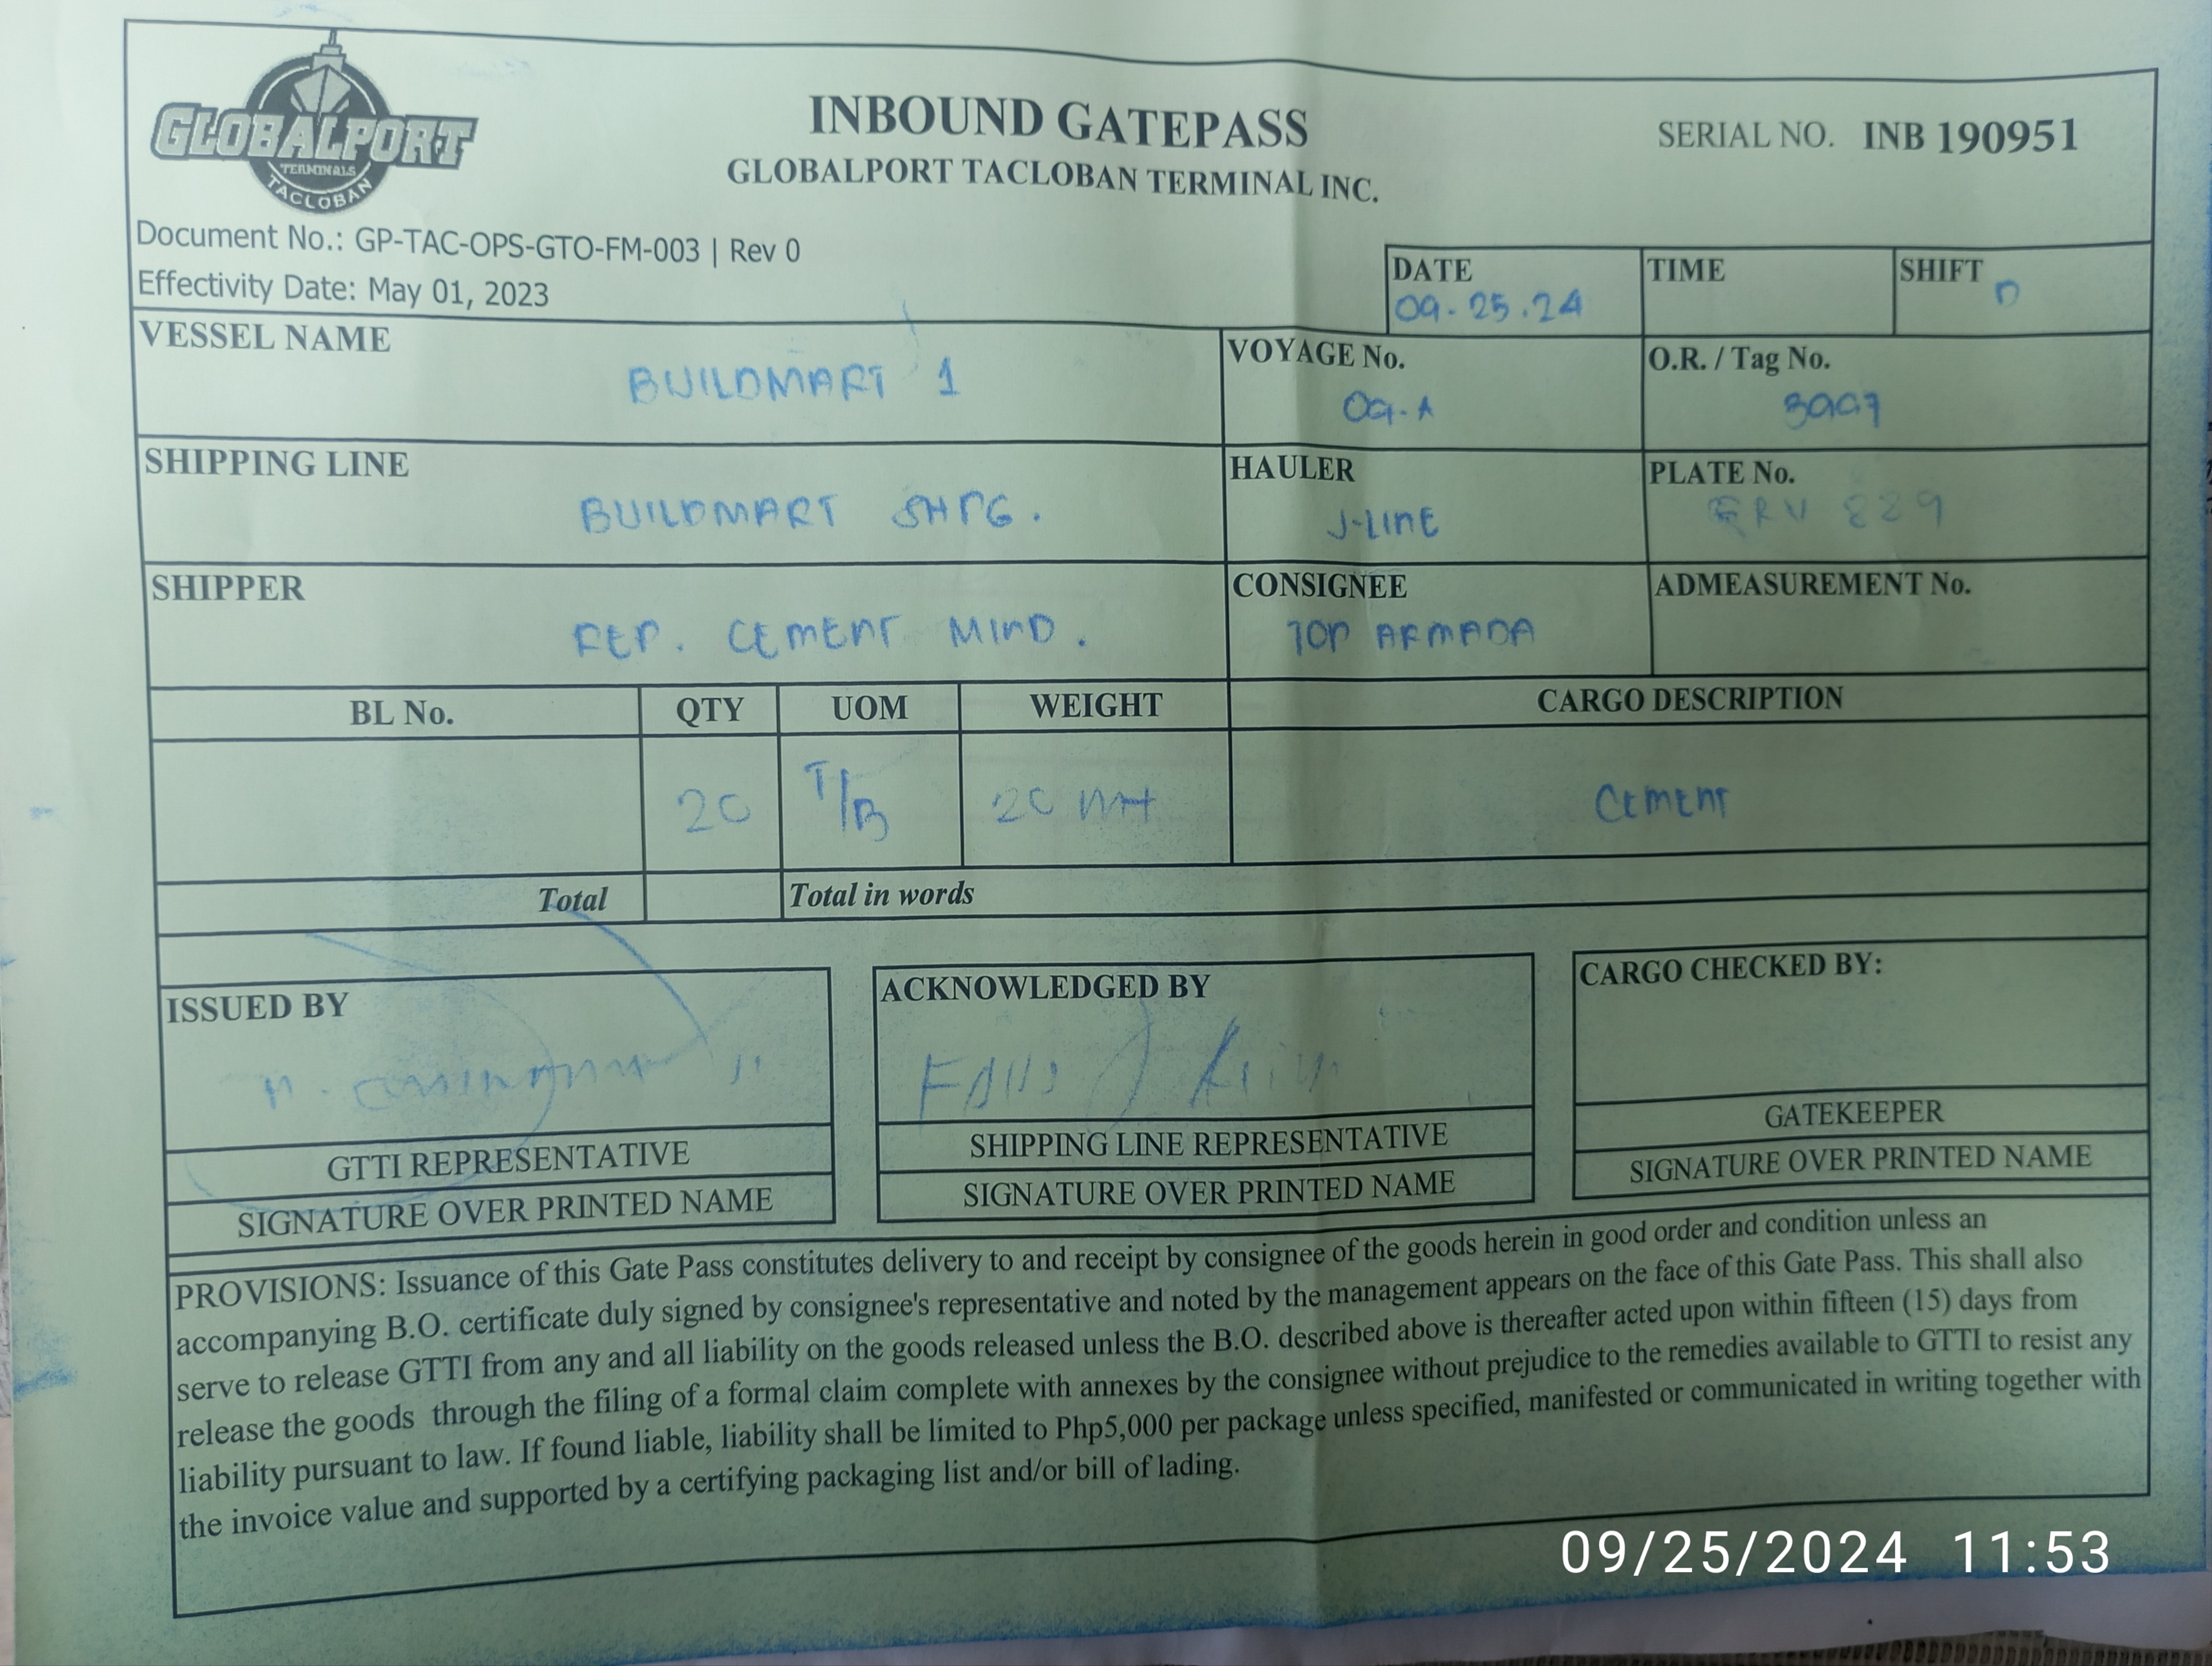 GLOBALPORT
TERMINALS
TACLOBAN
INBOUND GATEPASS
GLOBALPORT TACLOBAN TERMINAL INC.
SERIAL NO. INB 190951
Document No.: GP-TAC-OPS-GTO-FM-003 | Rev 0
Effectivity Date: May 01, 2023
DATE TIME SHIFT
09.25.24 D
VESSEL NAME VOYAGE No. O.R. / Tag No.
BUILDMART 1 09-A 3997
SHIPPING LINE HAULER PLATE No.
BUILDMART SHPG. J-LINE 829
SHIPPER CONSIGNEE ADMEASUREMENT No.
REP. CEMENT MIND. TOP ARMADA
BL No. QTY UOM WEIGHT CARGO DESCRIPTION
20 T/B 20 CEMENT
Total Total in words
ISSUED BY ACKNOWLEDGED BY CARGO CHECKED BY:
GTTI REPRESENTATIVE SHIPPING LINE REPRESENTATIVE GATEKEEPER
SIGNATURE OVER PRINTED NAME SIGNATURE OVER PRINTED NAME SIGNATURE OVER PRINTED NAME
PROVISIONS: Issuance of this Gate Pass constitutes delivery to and receipt by consignee of the goods herein in good order and condition unless an
accompanying B.O. certificate duly signed by consignee's representative and noted by the management appears on the face of this Gate Pass. This shall also
serve to release GTTI from any and all liability on the goods released unless the B.O. described above is thereafter acted upon within fifteen (15) days from
release the goods through the filing of a formal claim complete with annexes by the consignee without prejudice to the remedies available to GTTI to resist any
liability pursuant to law. If found liable, liability shall be limited to Php5,000 per package unless specified, manifested or communicated in writing together with
the invoice value and supported by a certifying packaging list and/or bill of lading.
09/25/2024 11:53